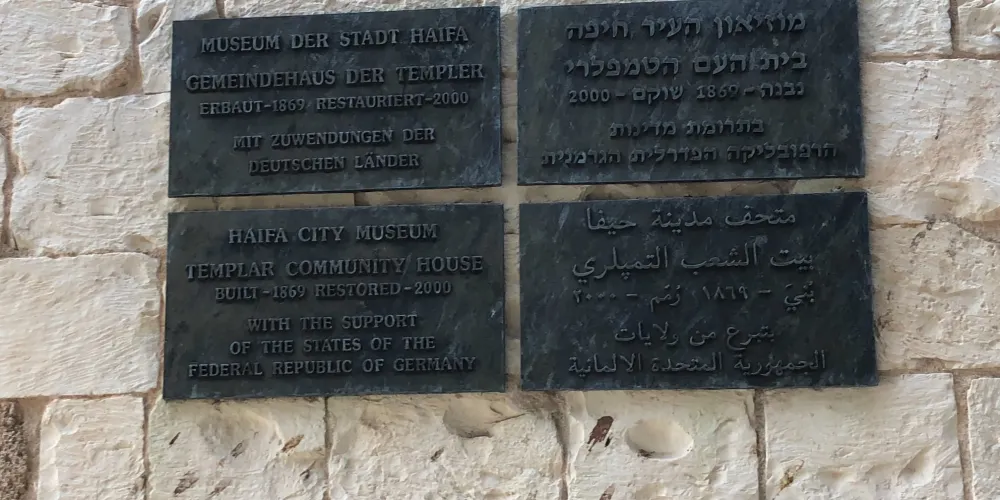 MUSEUM DER STADT HAIFA
GEMEINDEHAUS DER TEMPLER
ERBAUT-1869 RESTAURIERT-2000
MIT ZUWENDUNGEN DER
DEUTSCHEN LÄNDER
מוזיאון העיר חיפה
בית העם הטמפלרי
נבנה - 1869 שוקם - 2000
בתרומת מדינות
הרפובליקה הפדרלית הגרמנית
HAIFA CITY MUSEUM
TEMPLAR COMMUNITY HOUSE
BUILT-1869 RESTORED-2000
WITH THE SUPPORT
OF THE STATES OF THE
FEDERAL REPUBLIC OF GERMANY
متحف مدينة حيفا
بيت الشعب التمپلري
بُنيَ - ١٨٦٩ رُمّم - ٢٠٠٠
بتبرع من ولايات
الجمهورية المتحدة الالمانية